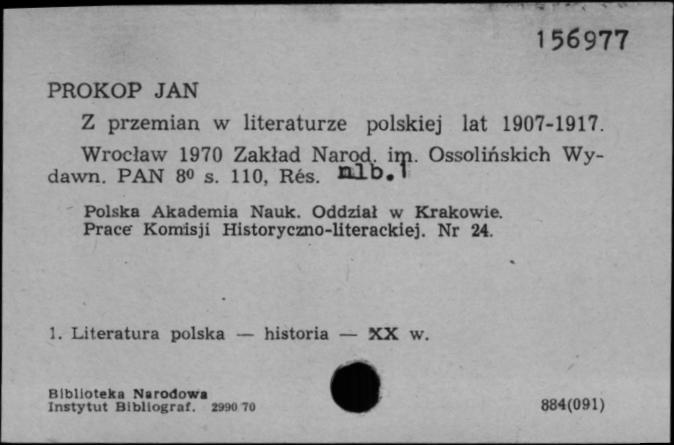 156977
PROKOP JAN
Z przemian w literaturze polskiej lat 1907-1917.
Wrocław 1970 Zakład Narod. im. Ossolińskich Wy-
dawn. PAN 8⁰ s. 110, Rés. nlb. 1
Polska Akademia Nauk. Oddział w Krakowie.
Prace Komisji Historyczno-literackiej. Nr 24.
1. Literatura polska — historia — XX w.
Biblioteka Narodowa
Instytut Bibliograf. 2990 70
884(091)